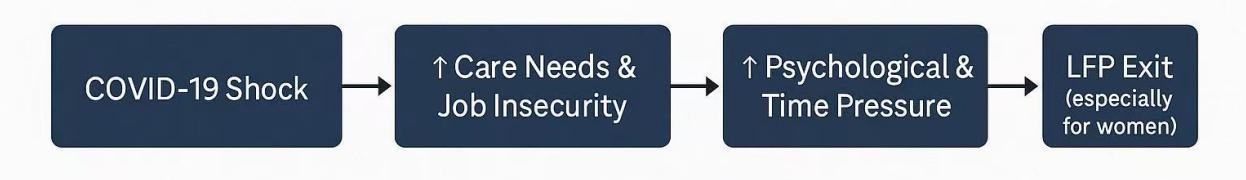 COVID-19 Shock
↑ Care Needs &
Job Insecurity
↑ Psychological &
Time Pressure
LFP Exit
(especially
for women)